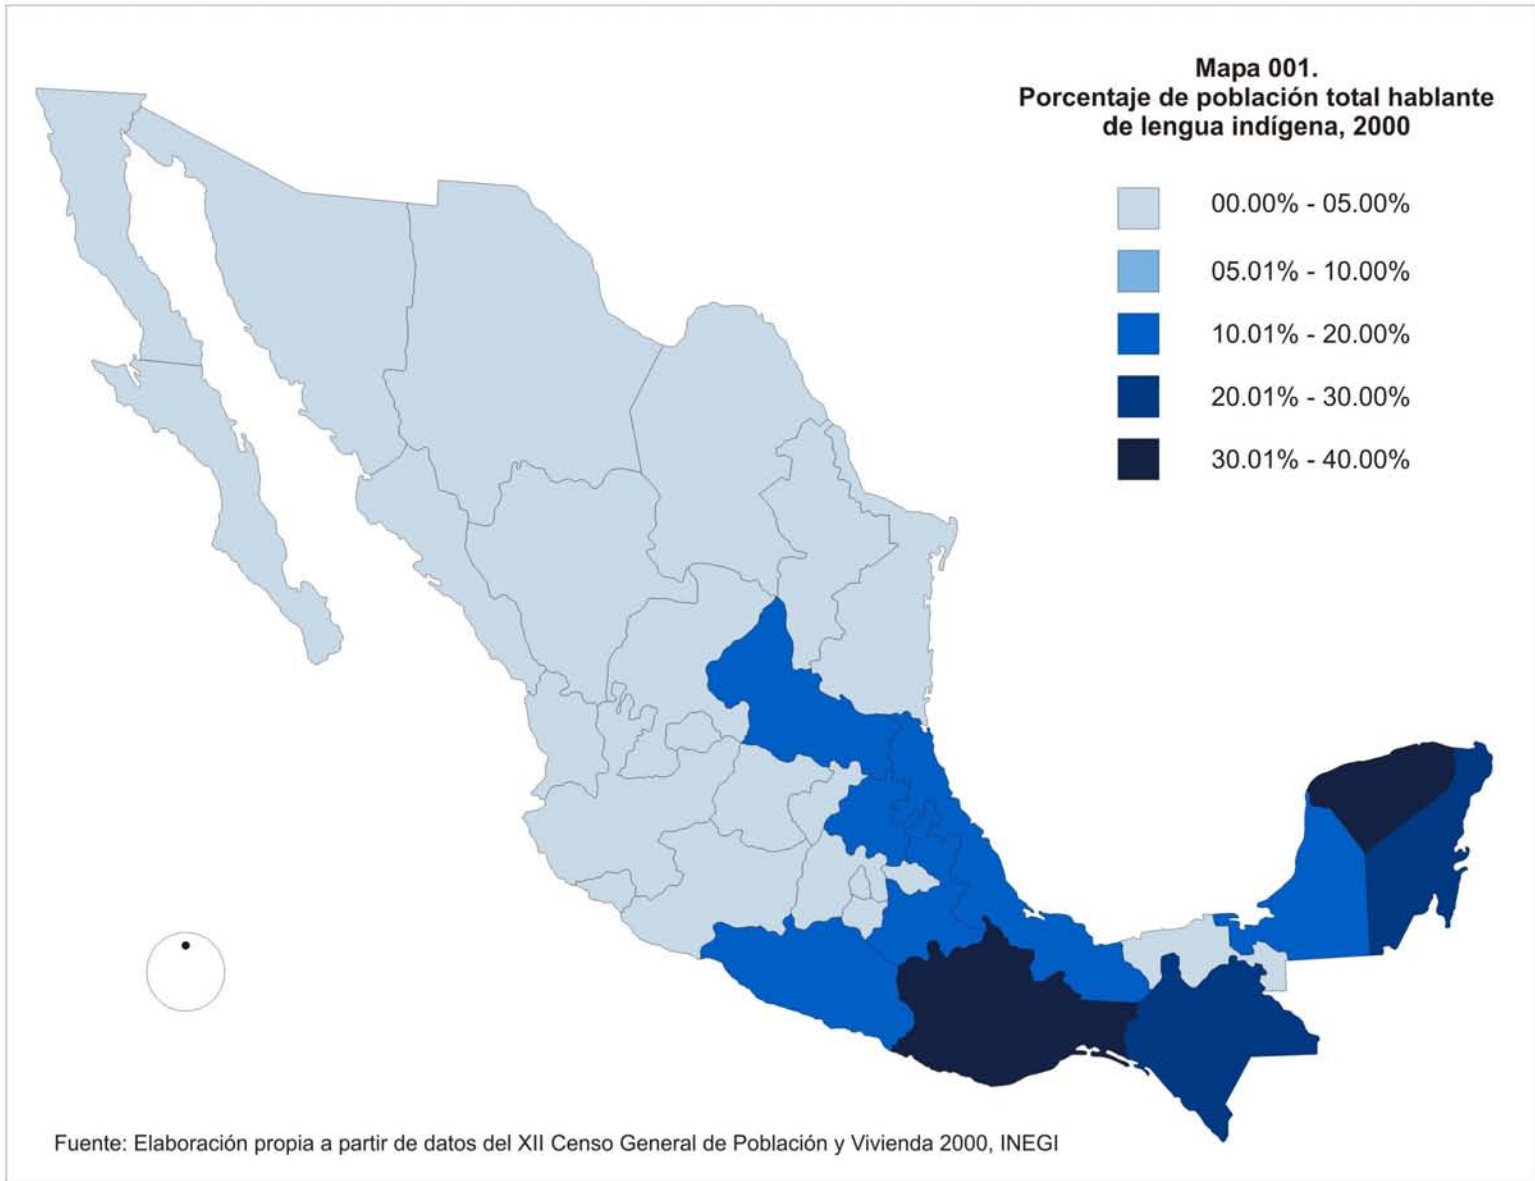 Mapa 001.
Porcentaje de población total hablante
de lengua indígena, 2000
00.00% - 05.00%
05.01% - 10.00%
10.01% - 20.00%
20.01% - 30.00%
30.01% - 40.00%
Fuente: Elaboración propia a partir de datos del XII Censo General de Población y Vivienda 2000, INEGI